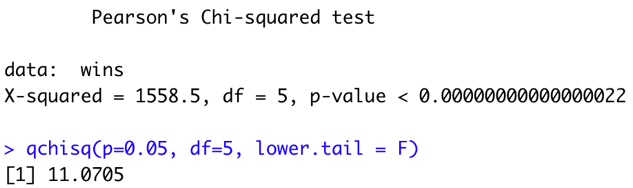 Pearson's Chi-squared test
data:  wins
X-squared = 1558.5, df = 5, p-value < 0.00000000000000022
> qchisq(p=0.05, df=5, lower.tail = F)
[1] 11.0705